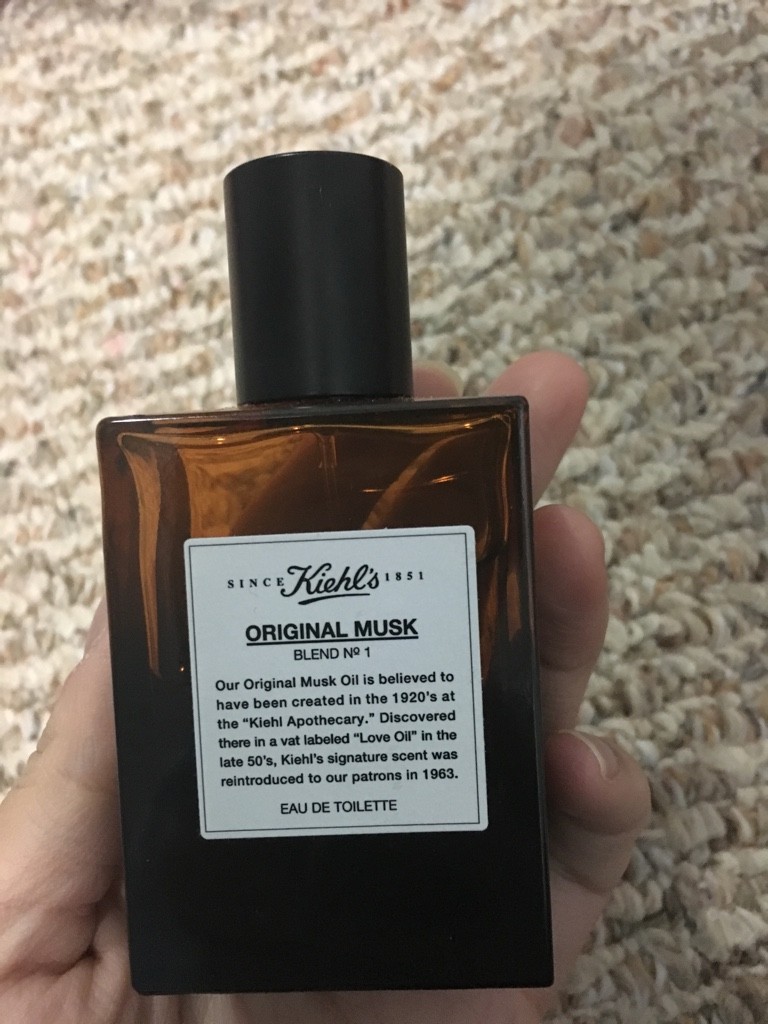 SINCE Kiehl's 1851
ORIGINAL MUSK
BLEND Nº 1
Our Original Musk Oil is believed to
have been created in the 1920's at
the "Kiehl Apothecary." Discovered
there in a vat labeled "Love Oil" in the
late 50's, Kiehl's signature scent was
reintroduced to our patrons in 1963.
EAU DE TOILETTE